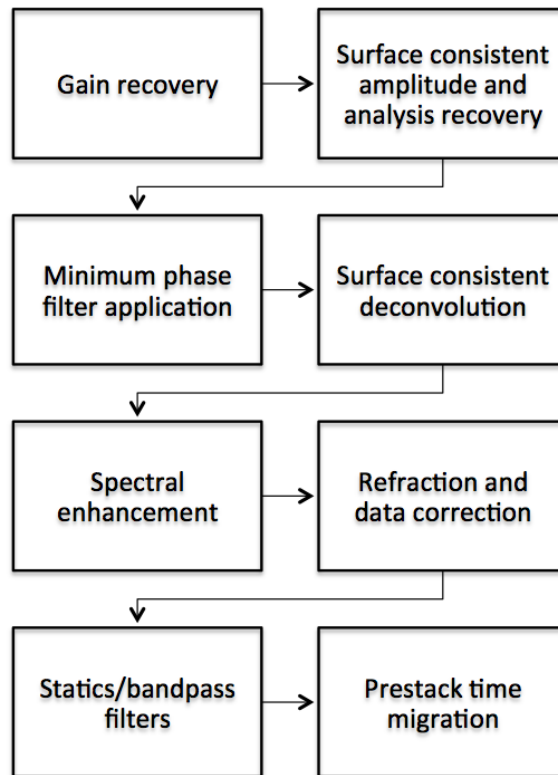 Gain recovery
Surface consistent
amplitude and
analysis recovery
Minimum phase
filter application
Surface consistent
deconvolution
Spectral
enhancement
Refraction and
data correction
Statics/bandpass
filters
Prestack time
migration